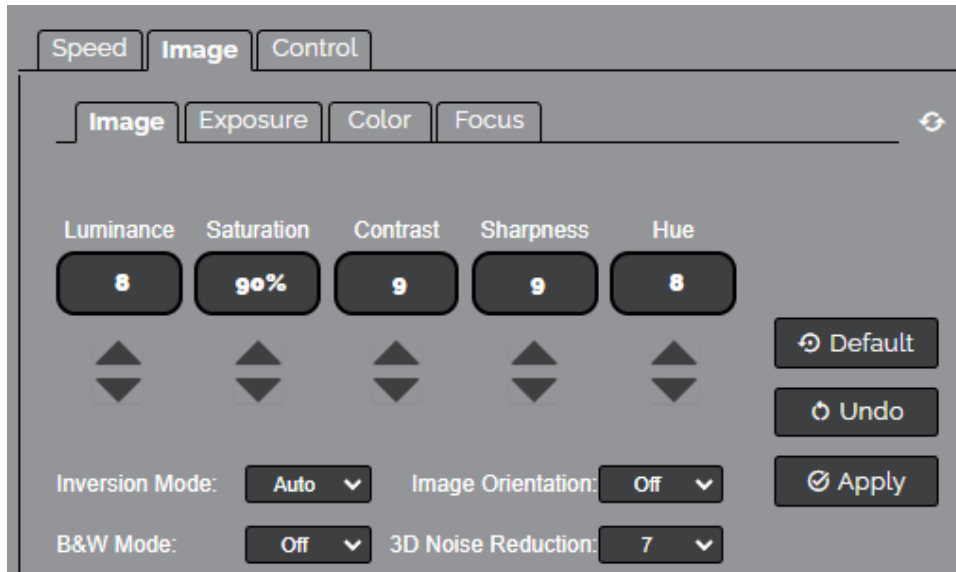 Speed Image Control
Image Exposure Color Focus
Luminance Saturation Contrast Sharpness Hue
8 90% 9 9 8
Default
Undo
Inversion Mode: Auto Image Orientation: Off Apply
B&W Mode: Off 3D Noise Reduction: 7